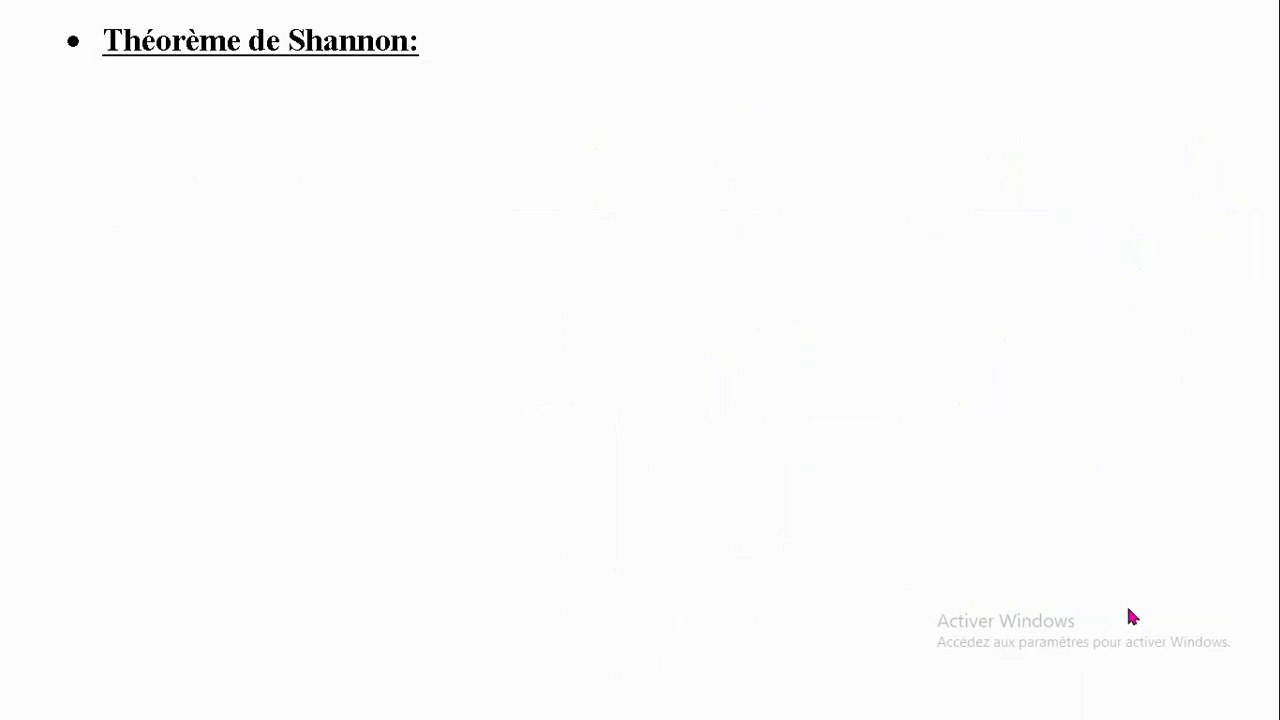 • Théorème de Shannon:
Activer Windows
Accédez aux paramètres pour activer Windows.